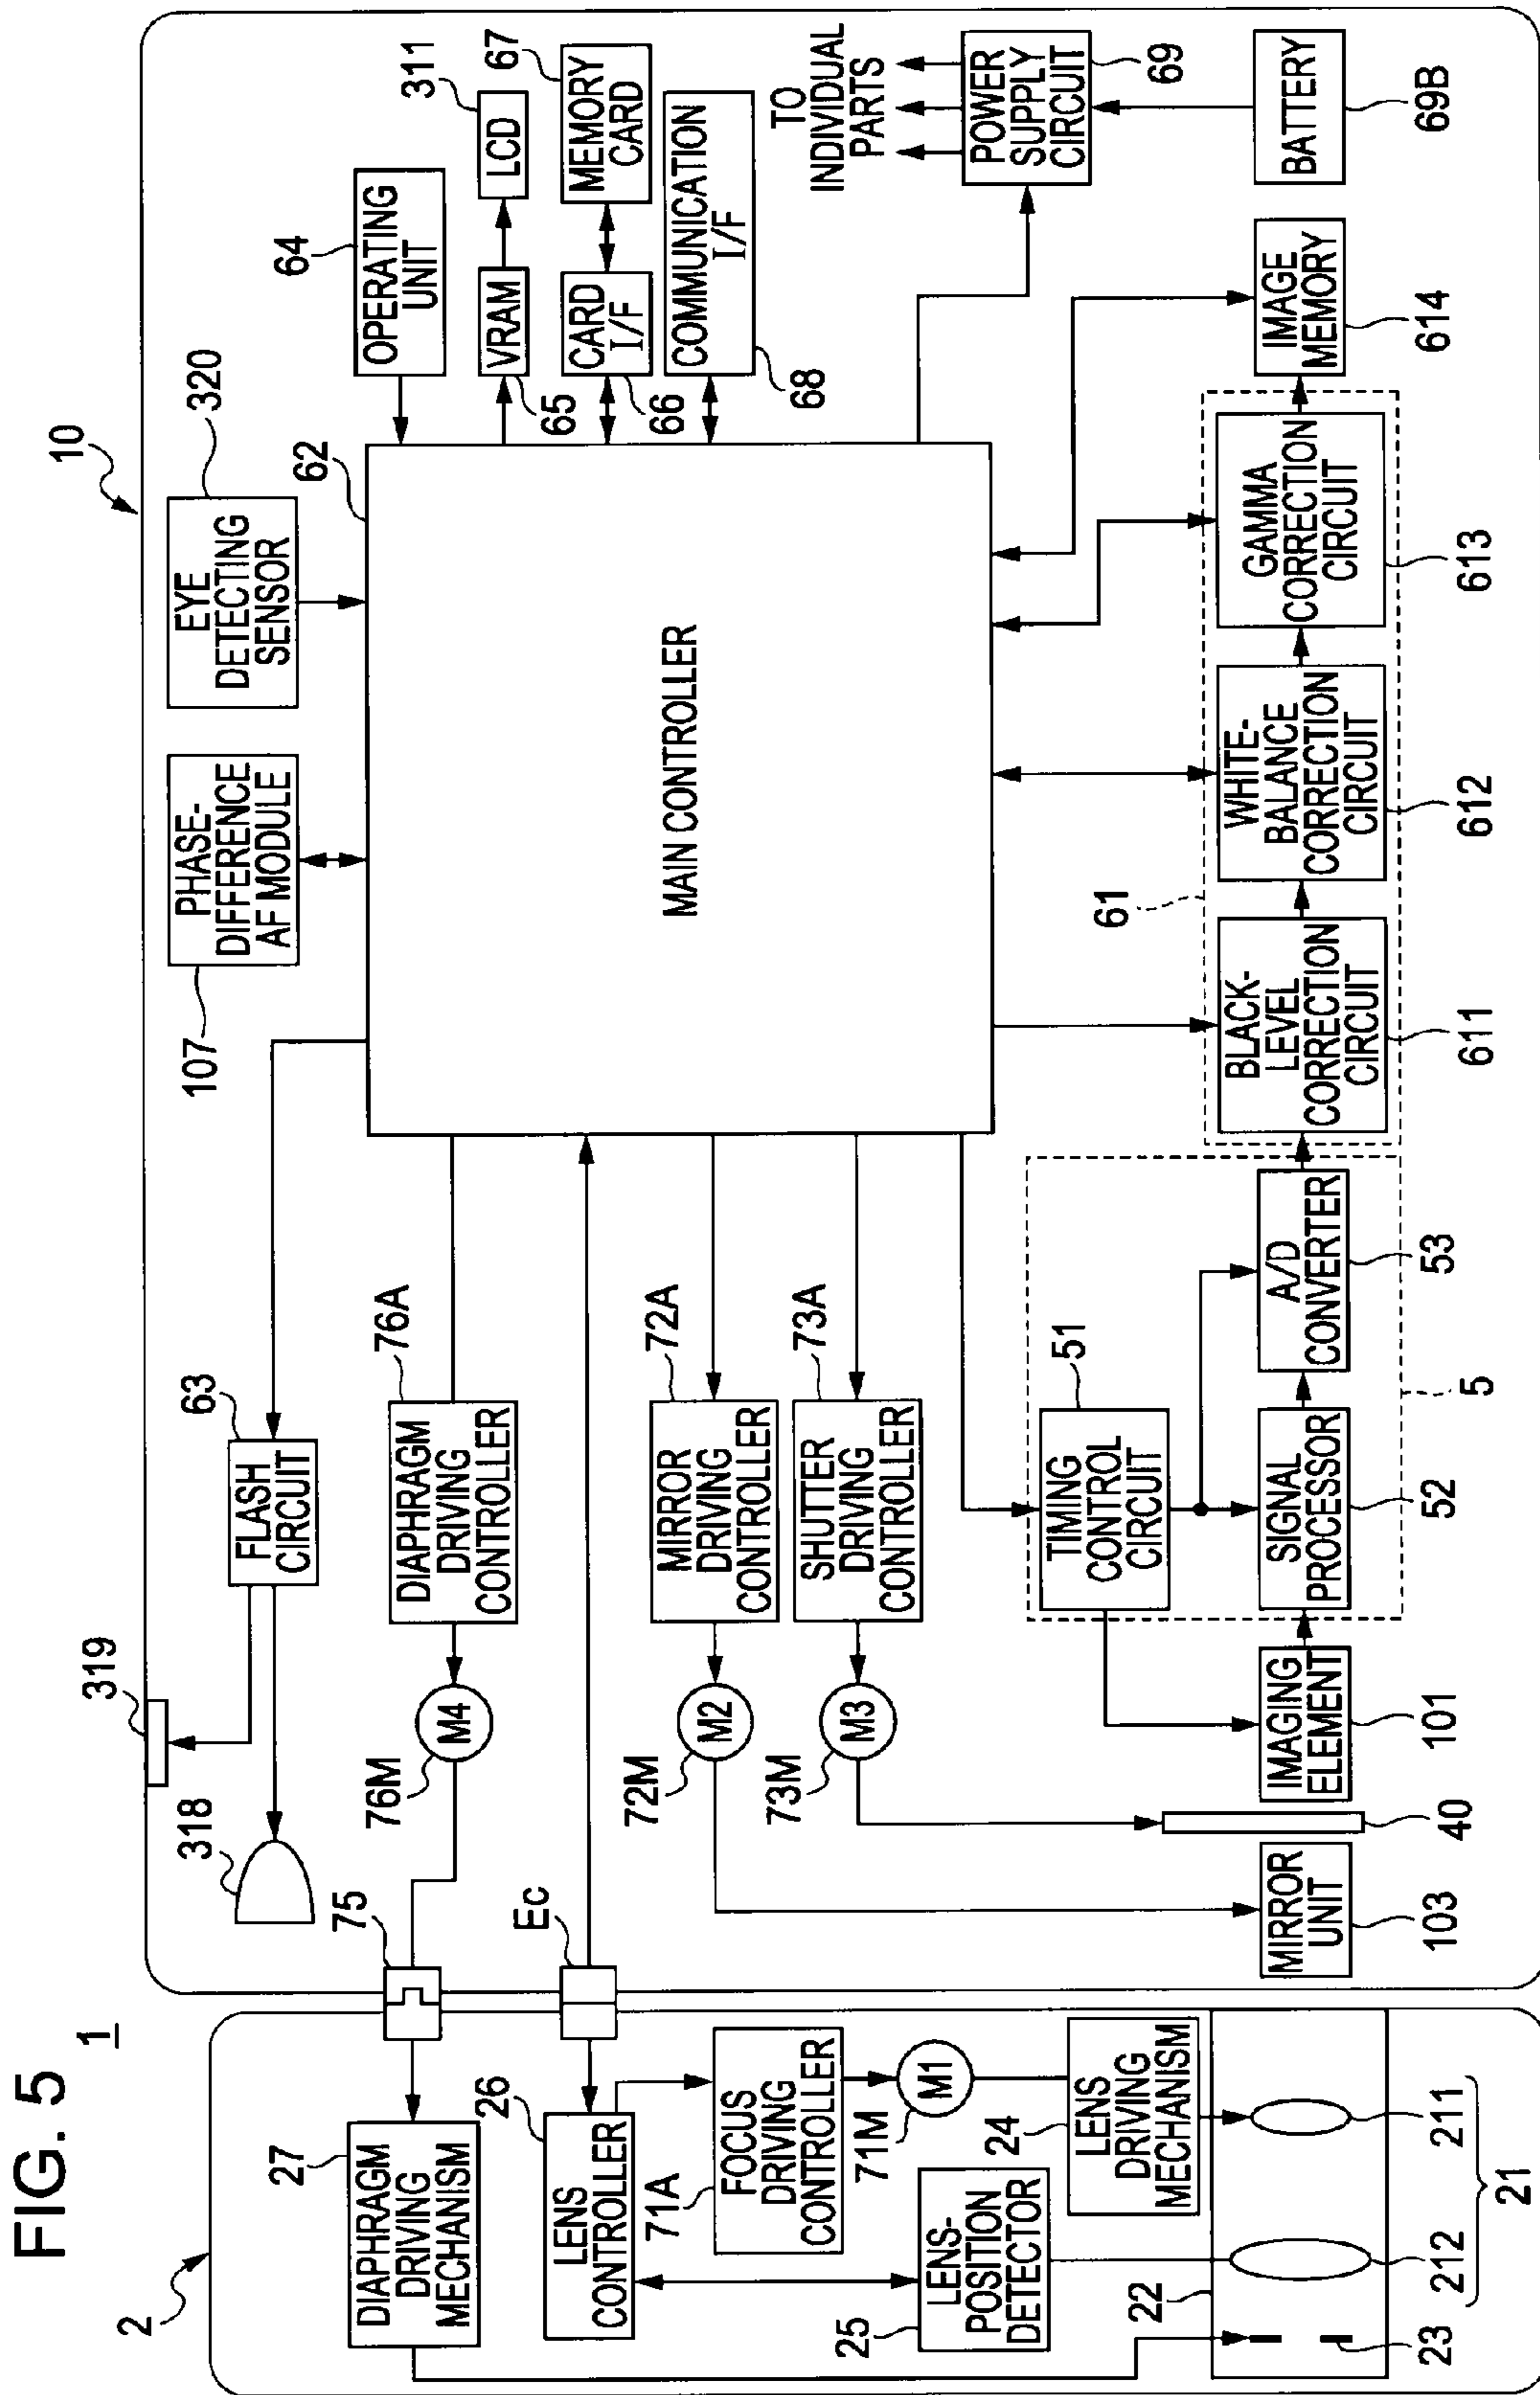 FIG. 5
1
2
10
27
DIAPHRAGM
DRIVING
MECHANISM
26
LENS
CONTROLLER
71A
FOCUS
DRIVING
CONTROLLER
M1
71M
25
LENS-
POSITION
DETECTOR
24
LENS
DRIVING
MECHANISM
22
23
212
211
21
75
Ec
318
319
63
FLASH
CIRCUIT
76M
M4
76A
DIAPHRAGM
DRIVING
CONTROLLER
72M
M2
72A
MIRROR
DRIVING
CONTROLLER
73M
M3
73A
SHUTTER
DRIVING
CONTROLLER
MIRROR
UNIT
103
40
IMAGING
ELEMENT
101
51
TIMING
CONTROL
CIRCUIT
SIGNAL
PROCESSOR
52
A/D
CONVERTER
53
5
107
PHASE-
DIFFERENCE
AF MODULE
EYE
DETECTING
SENSOR
320
62
MAIN CONTROLLER
61
BLACK-
LEVEL
CORRECTION
CIRCUIT
611
WHITE-
BALANCE
CORRECTION
CIRCUIT
612
GAMMA
CORRECTION
CIRCUIT
613
IMAGE
MEMORY
614
64
OPERATING
UNIT
VRAM
65
LCD
311
CARD
I/F
66
MEMORY
CARD
67
COMMUNICATION
I/F
68
TO
INDIVIDUAL
PARTS
POWER
SUPPLY
CIRCUIT
69
BATTERY
69B